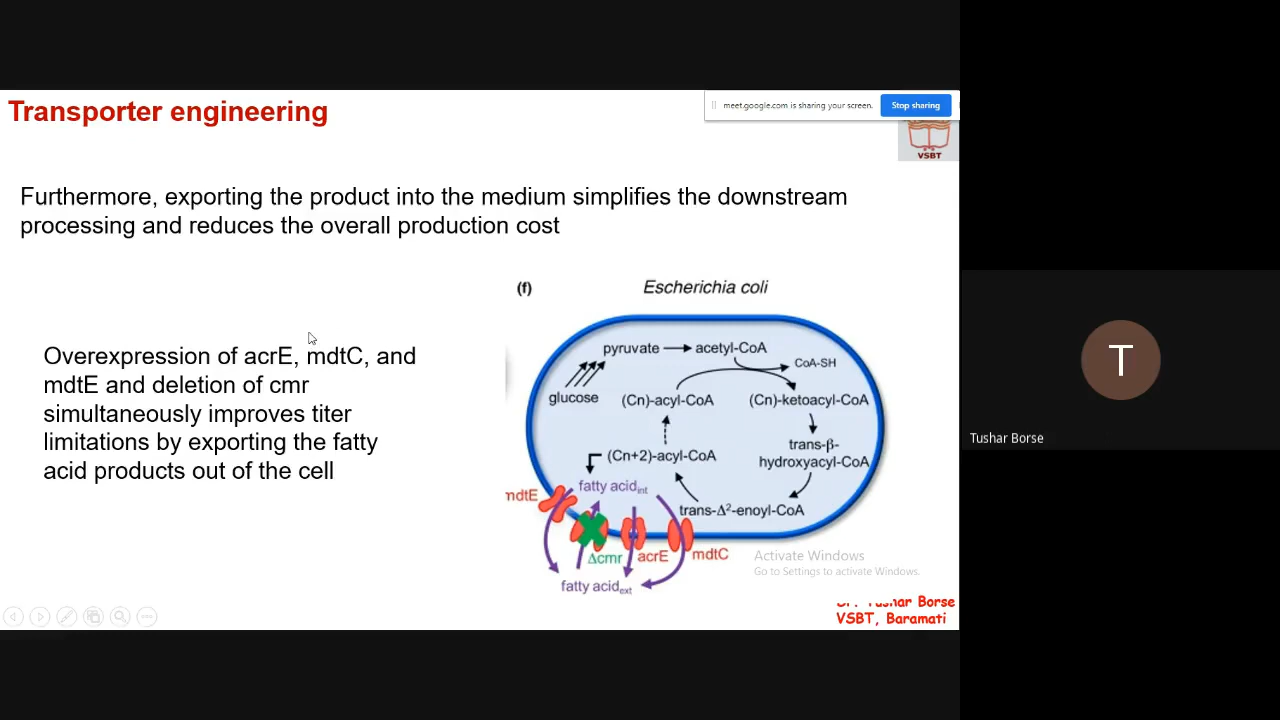 Transporter engineering
meet.google.com is sharing your screen.
Stop sharing
VSBT
Furthermore, exporting the product into the medium simplifies the downstream
processing and reduces the overall production cost
(f)
Escherichia coli
Overexpression of acrE, mdtC, and
mdtE and deletion of cmr
simultaneously improves titer
limitations by exporting the fatty
acid products out of the cell
pyruvate
acetyl-CoA
CoA-SH
glucose
(Cn)-acyl-CoA
(Cn)-ketoacyl-CoA
trans-β-
hydroxyacyl-CoA
(Cn+2)-acyl-CoA
fatty acidint
trans-Δ²-enoyl-CoA
mdtE
Δcmr
acrE
mdtC
fatty acidext
Activate Windows
Go to Settings to activate Windows.
Tushar Borse
VSBT, Baramati
T
Tushar Borse